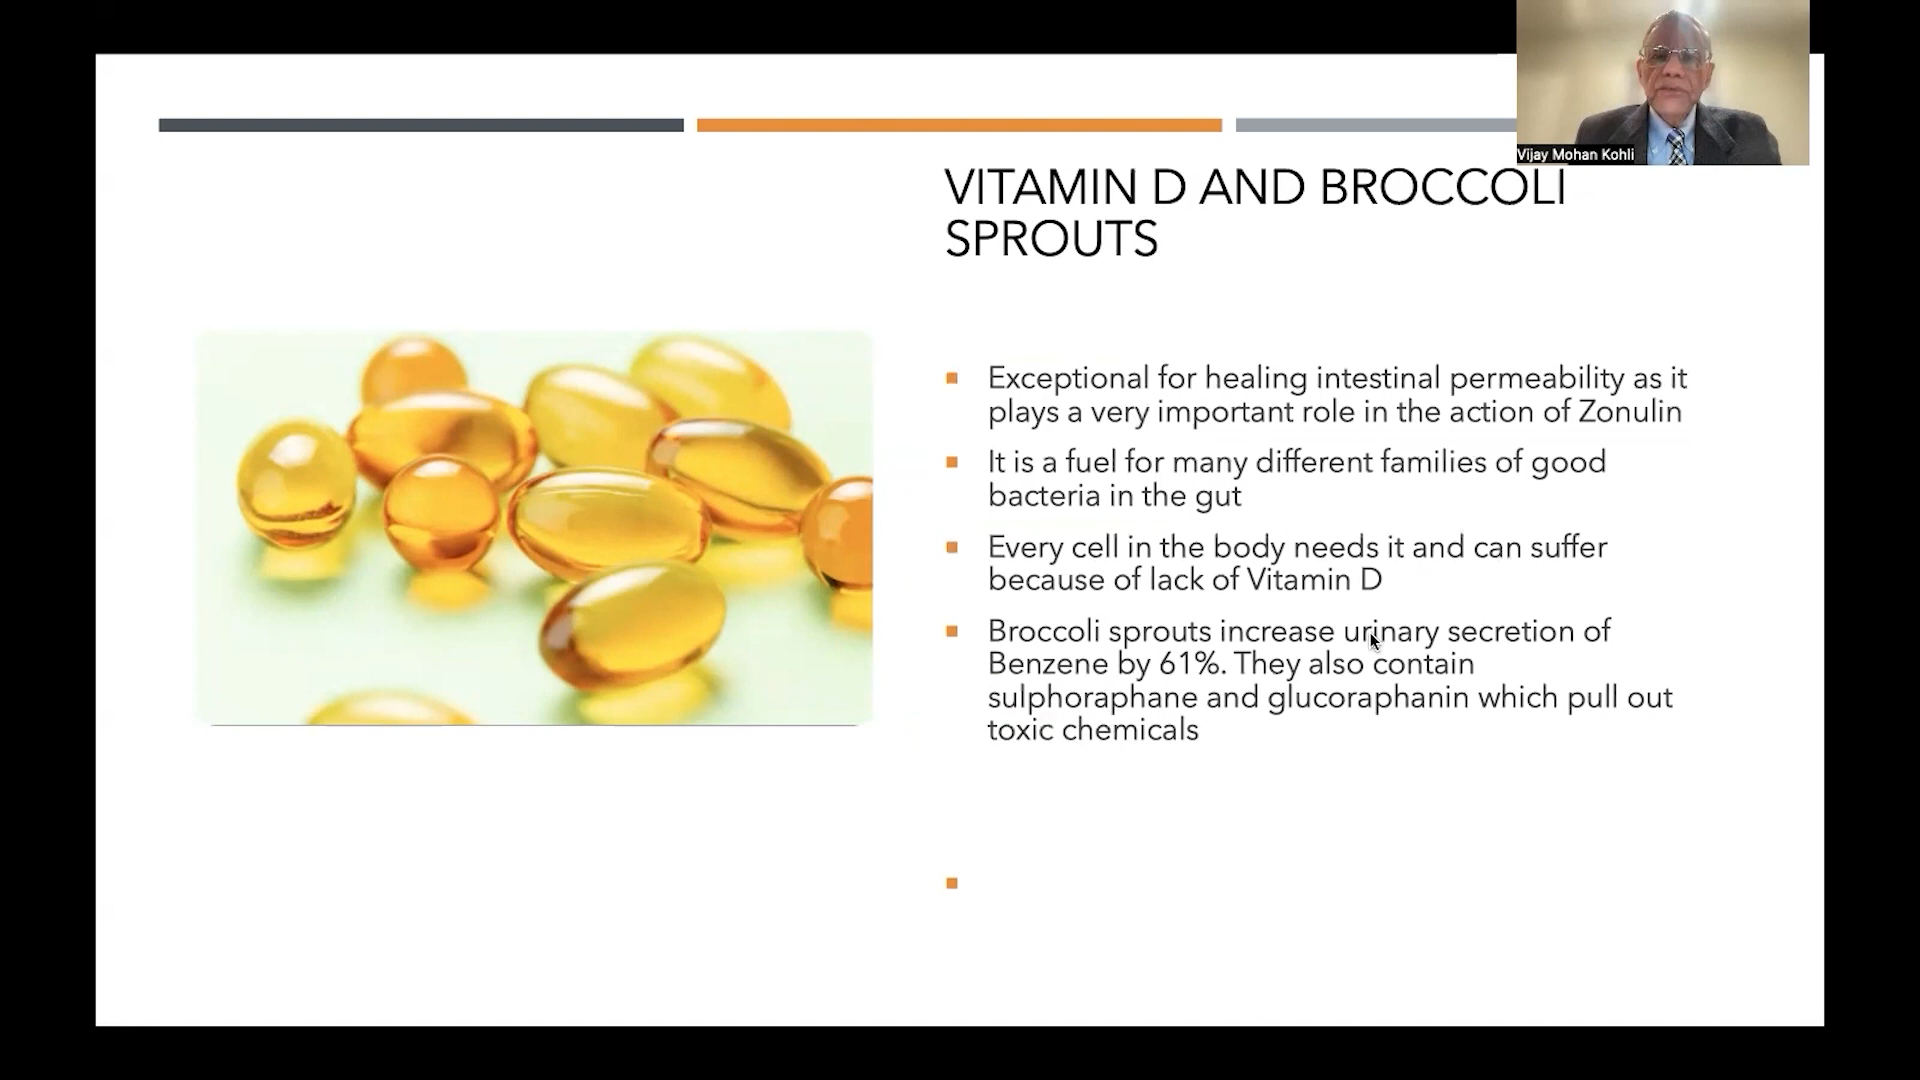 Vijay Mohan Kohli
VITAMIN D AND BROCCOLI
SPROUTS
Exceptional for healing intestinal permeability as it
plays a very important role in the action of Zonulin
It is a fuel for many different families of good
bacteria in the gut
Every cell in the body needs it and can suffer
because of lack of Vitamin D
Broccoli sprouts increase urinary secretion of
Benzene by 61%. They also contain
sulphoraphane and glucoraphanin which pull out
toxic chemicals